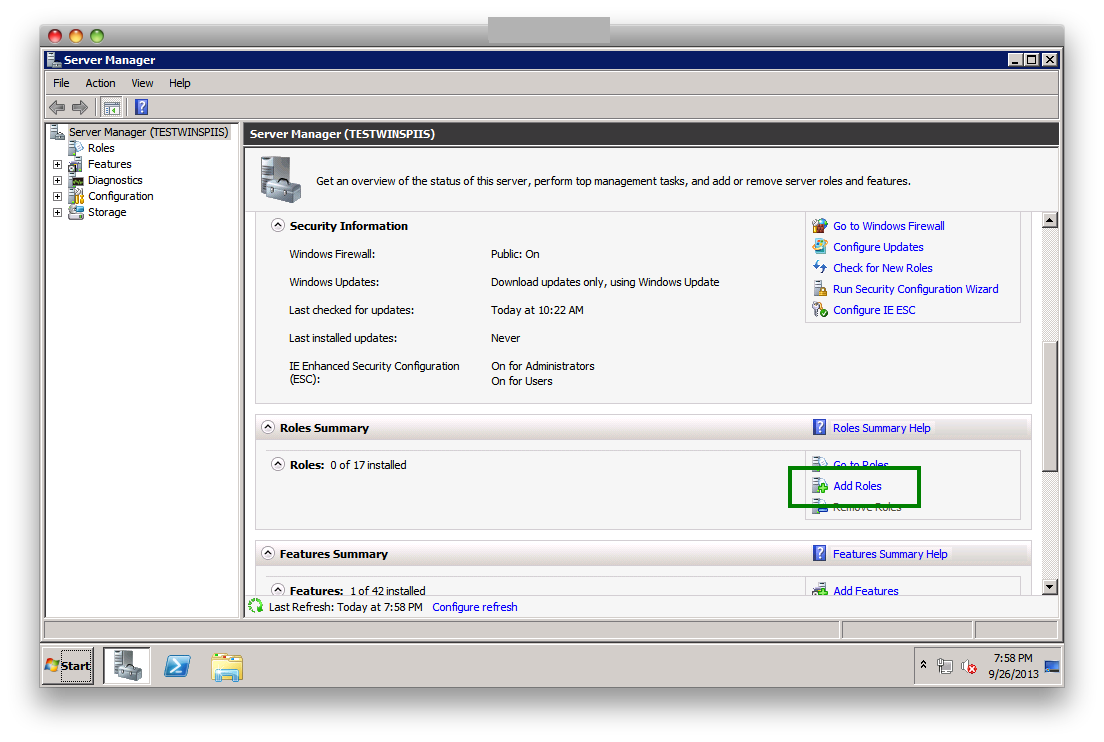 Server Manager
File Action View Help
Server Manager (TESTWINSPIIS)
Roles
Features
Diagnostics
Configuration
Storage
Server Manager (TESTWINSPIIS)
Get an overview of the status of this server, perform top management tasks, and add or remove server roles and features.
Security Information
Windows Firewall: Public: On
Windows Updates: Download updates only, using Windows Update
Last checked for updates: Today at 10:22 AM
Last installed updates: Never
IE Enhanced Security Configuration (ESC): On for Administrators
On for Users
Go to Windows Firewall
Configure Updates
Check for New Roles
Run Security Configuration Wizard
Configure IE ESC
Roles Summary
Roles Summary Help
Roles: 0 of 17 installed
Go to Roles
Add Roles
Remove Roles
Features Summary
Features Summary Help
Features: 1 of 42 installed
Add Features
Last Refresh: Today at 7:58 PM Configure refresh
Start
7:58 PM
9/26/2013